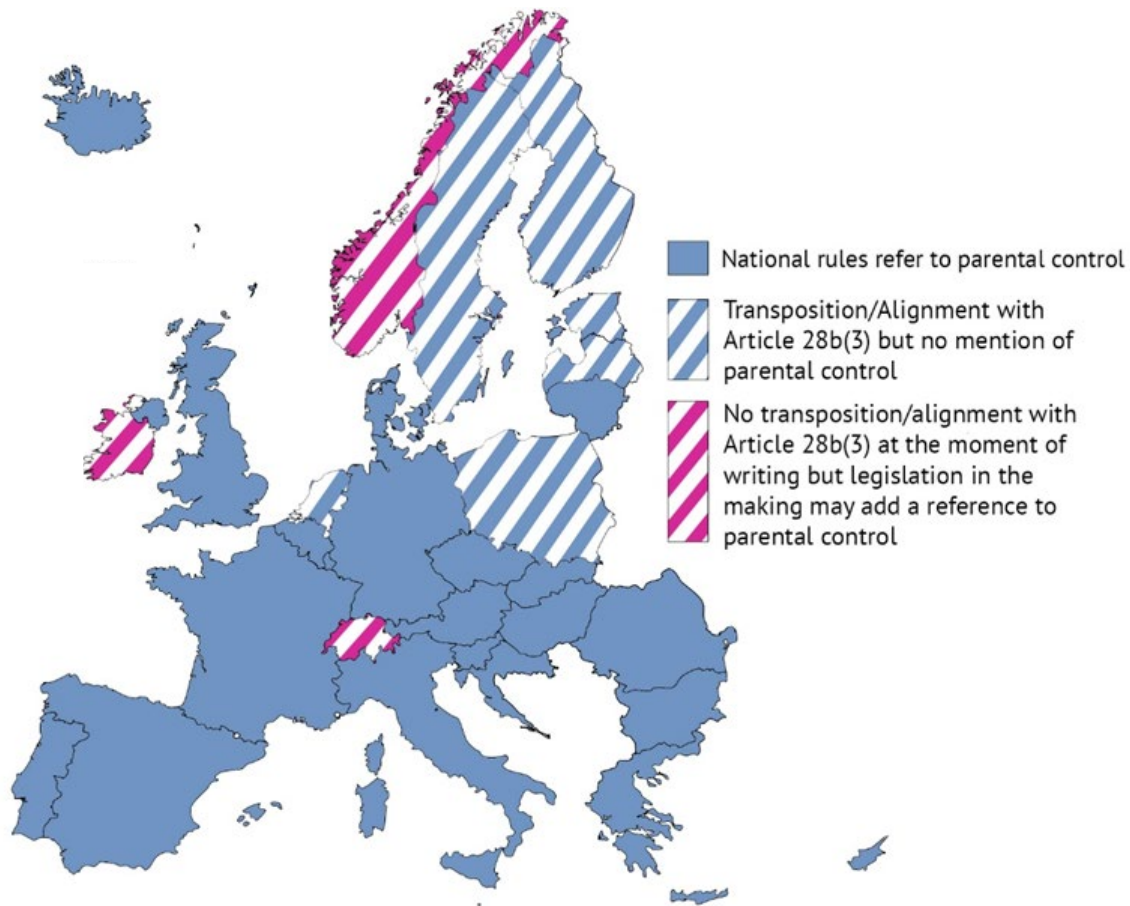 National rules refer to parental control
Transposition/Alignment with
Article 28b(3) but no mention of
parental control
No transposition/alignment with
Article 28b(3) at the moment of
writing but legislation in the
making may add a reference to
parental control